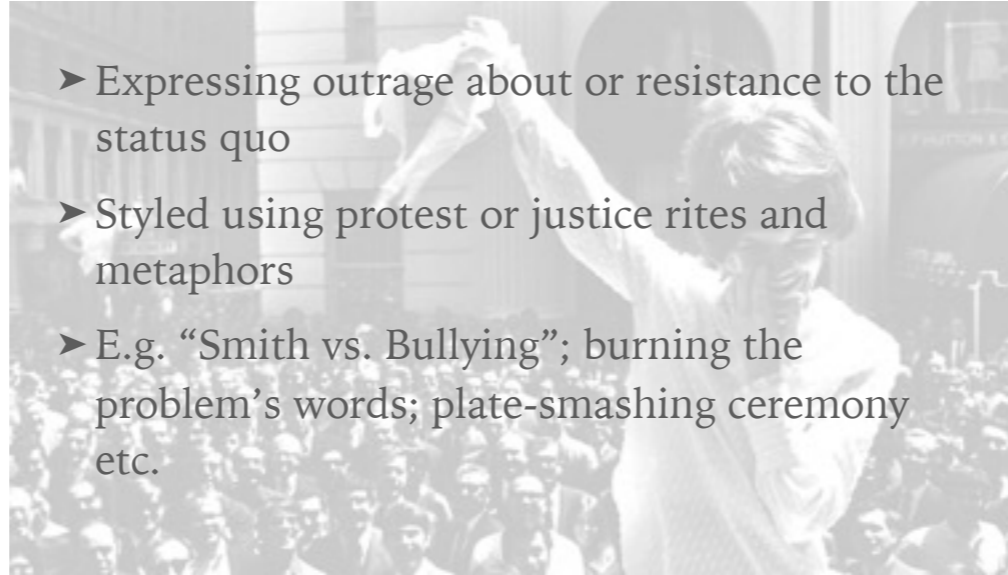 ➤ Expressing outrage about or resistance to the
status quo
➤ Styled using protest or justice rites and
metaphors
➤ E.g. “Smith vs. Bullying”; burning the
problem’s words; plate-smashing ceremony
etc.